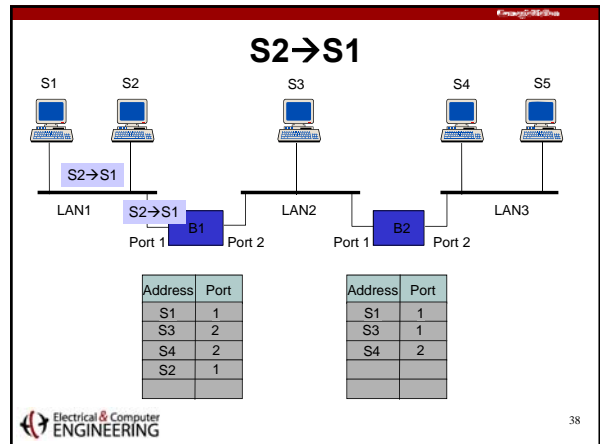 Carnegie Mellon
S2→S1
S1 S2 S3 S4 S5
S2→S1
LAN1 S2→S1 LAN2 LAN3
B1 B2
Port 1 Port 2 Port 1 Port 2
Address Port Address Port
S1 1 S1 1
S3 2 S3 1
S4 2 S4 2
S2 1
Electrical & Computer
ENGINEERING
38